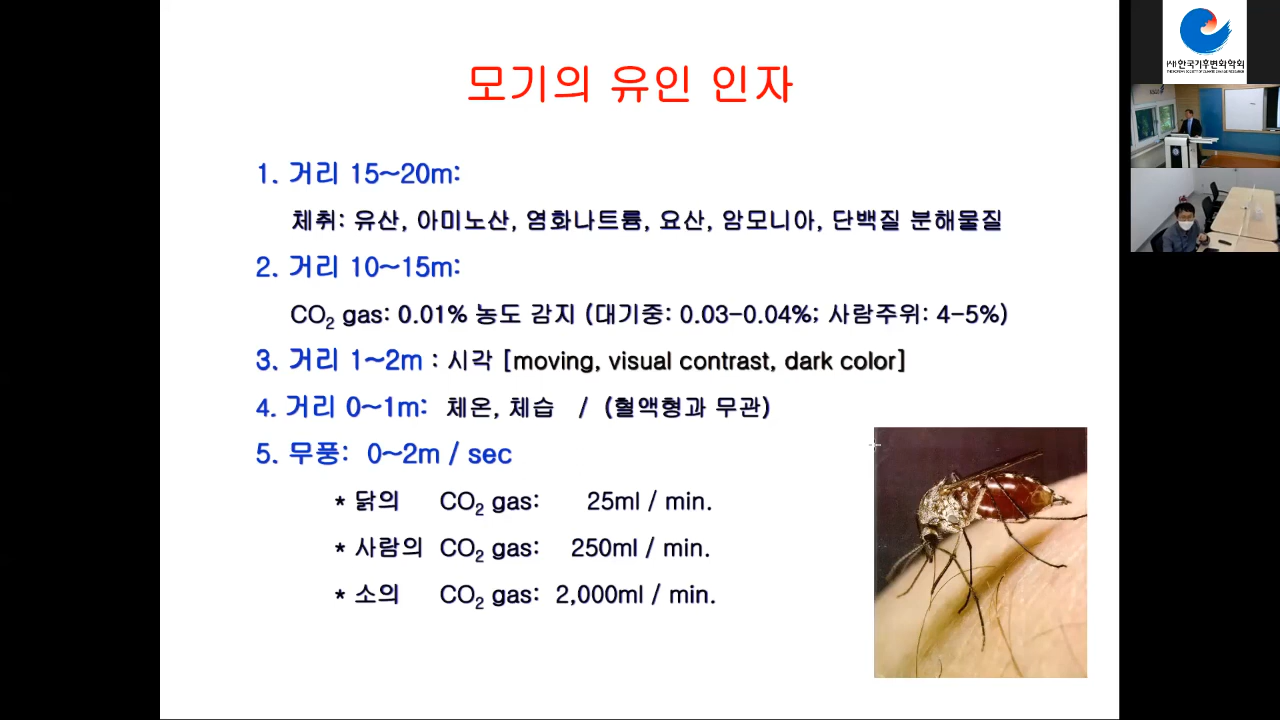 모기의 유인 인자
1. 거리 15~20m:
체취: 유산, 아미노산, 염화나트륨, 요산, 암모니아, 단백질 분해물질
2. 거리 10~15m:
CO₂ gas: 0.01% 농도 감지 (대기중: 0.03-0.04%; 사람주위: 4-5%)
3. 거리 1~2m : 시각 [moving, visual contrast, dark color]
4. 거리 0~1m: 체온, 체습 / (혈액형과 무관)
5. 무풍: 0~2m / sec
* 닭의 CO₂ gas: 25ml / min.
* 사람의 CO₂ gas: 250ml / min.
* 소의 CO₂ gas: 2,000ml / min.
(사)한국기후변화학회